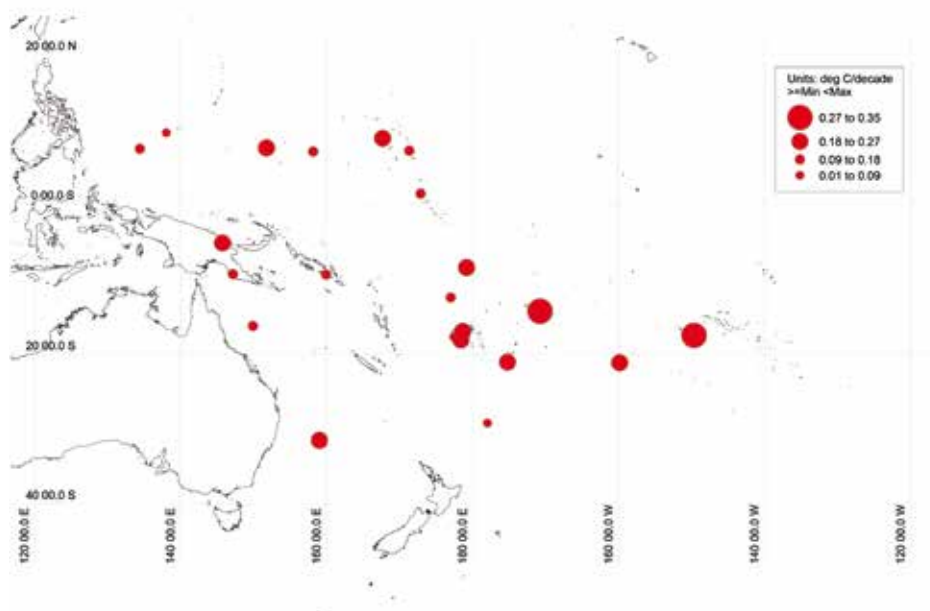 20 00.0 N
Units: deg C/decade
>=Min <Max
0.27 to 0.35
0.18 to 0.27
0.09 to 0.18
0.01 to 0.09
0 00.0 S
20 00.0 S
40 00.0 S
120 00.0 E
140 00.0 E
160 00.0 E
180 00.0 E
160 00.0 W
140 00.0 W
120 00.0 W